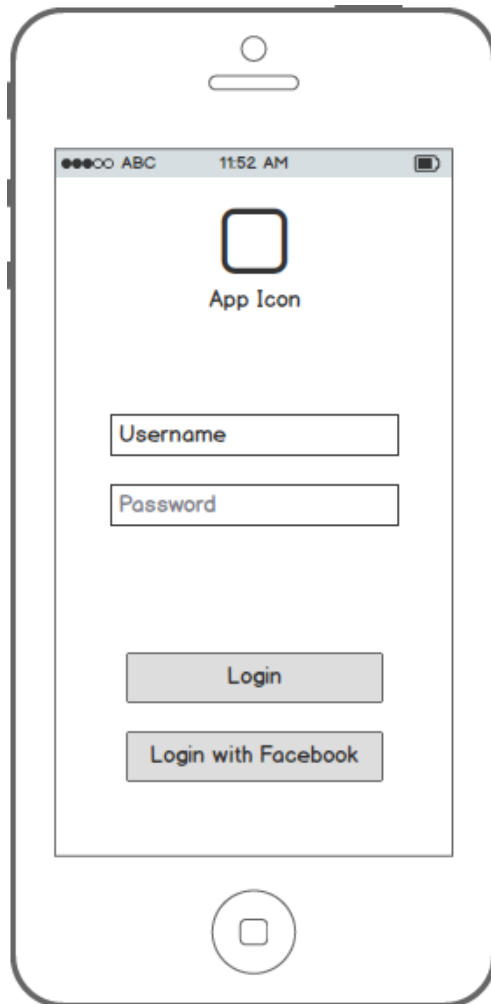 ABC 11:52 AM
App Icon
Username
Password
Login
Login with Facebook